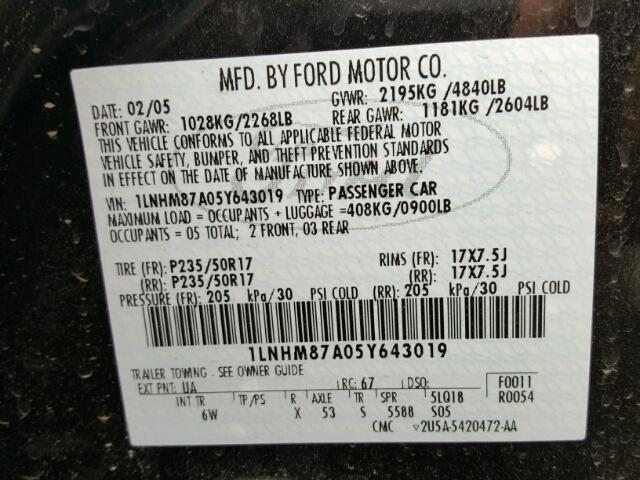 MFD. BY FORD MOTOR CO.
DATE: 02/05 GVWR: 2195KG /4840LB
FRONT GAWR: 1028KG/2268LB REAR GAWR: 1181KG /2604LB
THIS VEHICLE CONFORMS TO ALL APPLICABLE FEDERAL MOTOR
VEHICLE SAFETY, BUMPER, AND THEFT PREVENTION STANDARDS
IN EFFECT ON THE DATE OF MANUFACTURE SHOWN ABOVE.
VIN: 1LNHM87A05Y643019 TYPE: PASSENGER CAR
MAXIMUM LOAD = OCCUPANTS + LUGGAGE =408KG/0900LB
OCCUPANTS = 05 TOTAL; 2 FRONT, 03 REAR
TIRE (FR): P235/50R17 RIMS (FR): 17X7.5J
(RR): P235/50R17 (RR): 17X7.5J
PRESSURE (FR): 205 kPa/30 PSI COLD (RR): 205 kPa/30 PSI COLD
1LNHM87A05Y643019
TRAILER TOWING - SEE OWNER GUIDE
EXT PNT: UA RC: 67 DSO: F0011
INT TR TP/PS R AXLE TR SPR 5LQ18 R0054
6W X 53 S 5588 S05
CMC ▽2U5A-5420472-AA